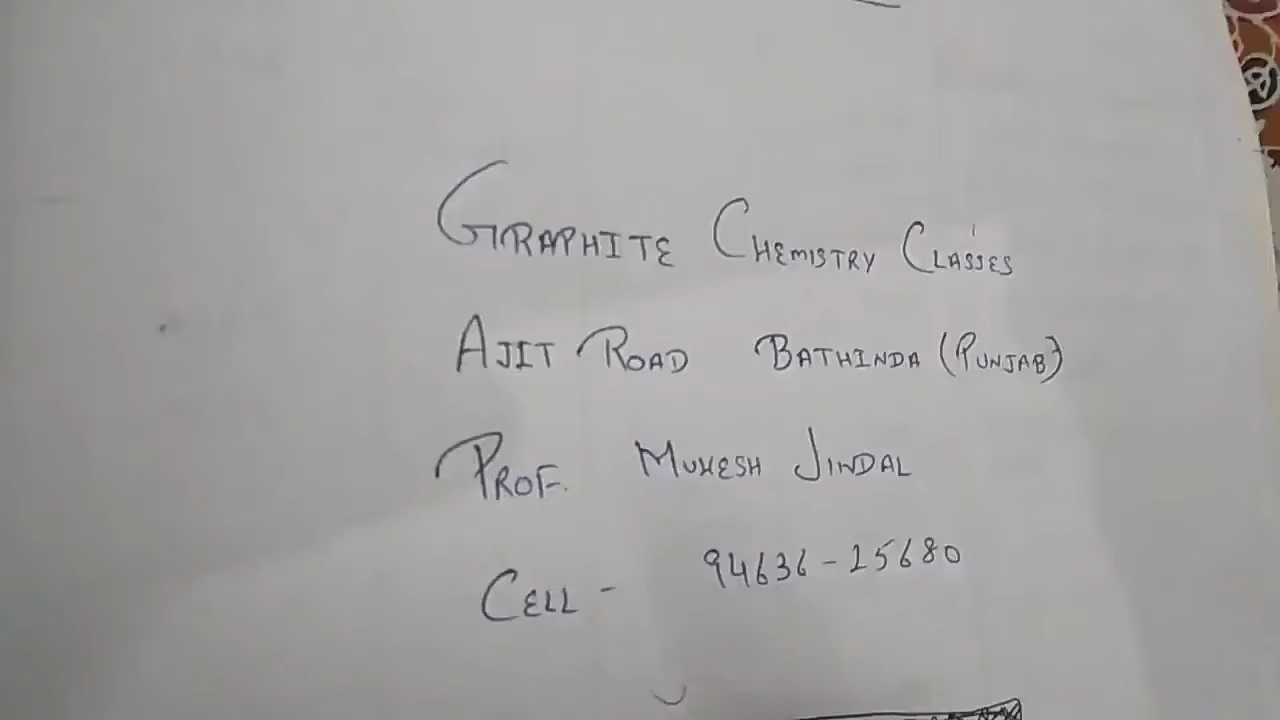 GRAPHITE CHEMISTRY CLASSES
AJIT ROAD BATHINDA (PUNJAB)
PROF. MUKESH JINDAL
CELL - 94636-25680